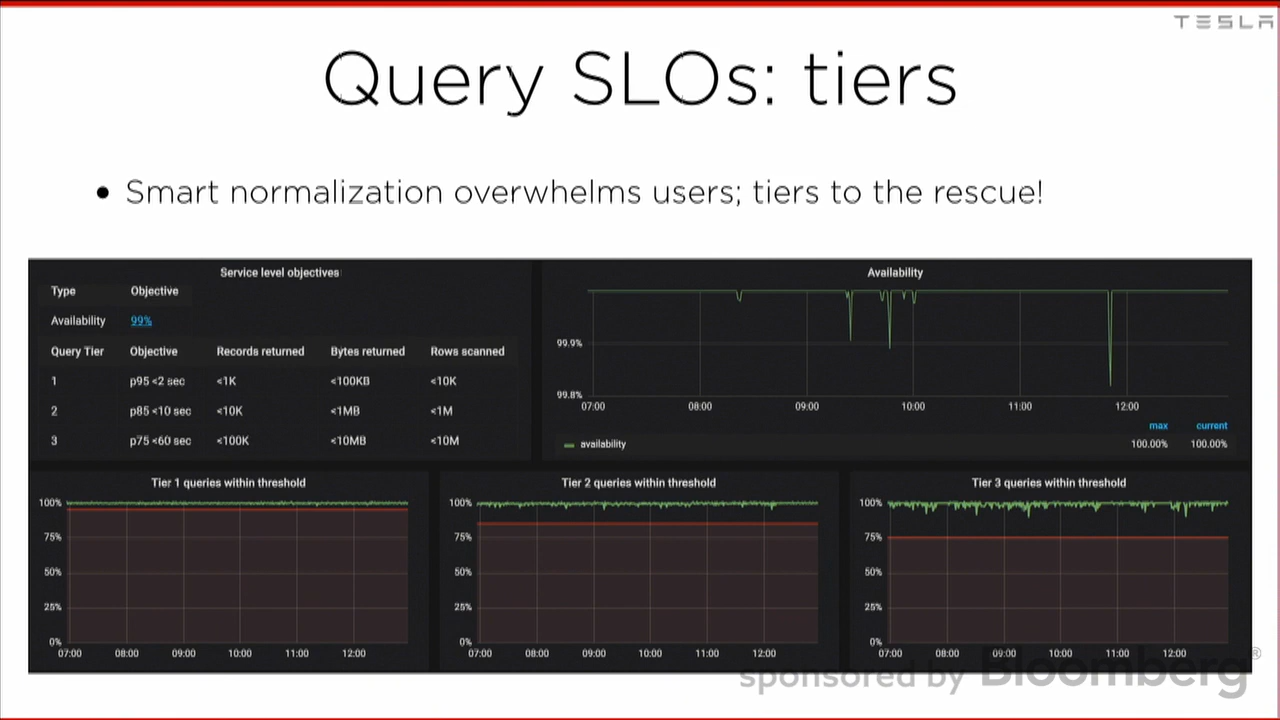 TESLA
Query SLOs: tiers
• Smart normalization overwhelms users; tiers to the rescue!
Service level objectives
Type Objective
Availability 99%
Query Tier Objective Records returned Bytes returned Rows scanned
1 p95 <2 sec <1K <100KB <10K
2 p85 <10 sec <10K <1MB <1M
3 p75 <60 sec <100K <10MB <10M
Availability
99.9%
99.8%
07:00 08:00 09:00 10:00 11:00 12:00
max current
availability 100.00% 100.00%
Tier 1 queries within threshold
100%
75%
50%
25%
0%
07:00 08:00 09:00 10:00 11:00 12:00
Tier 2 queries within threshold
100%
75%
50%
25%
0%
07:00 08:00 09:00 10:00 11:00 12:00
Tier 3 queries within threshold
100%
75%
50%
25%
0%
07:00 08:00 09:00 10:00 11:00 12:00
sponsored by Bloomberg®